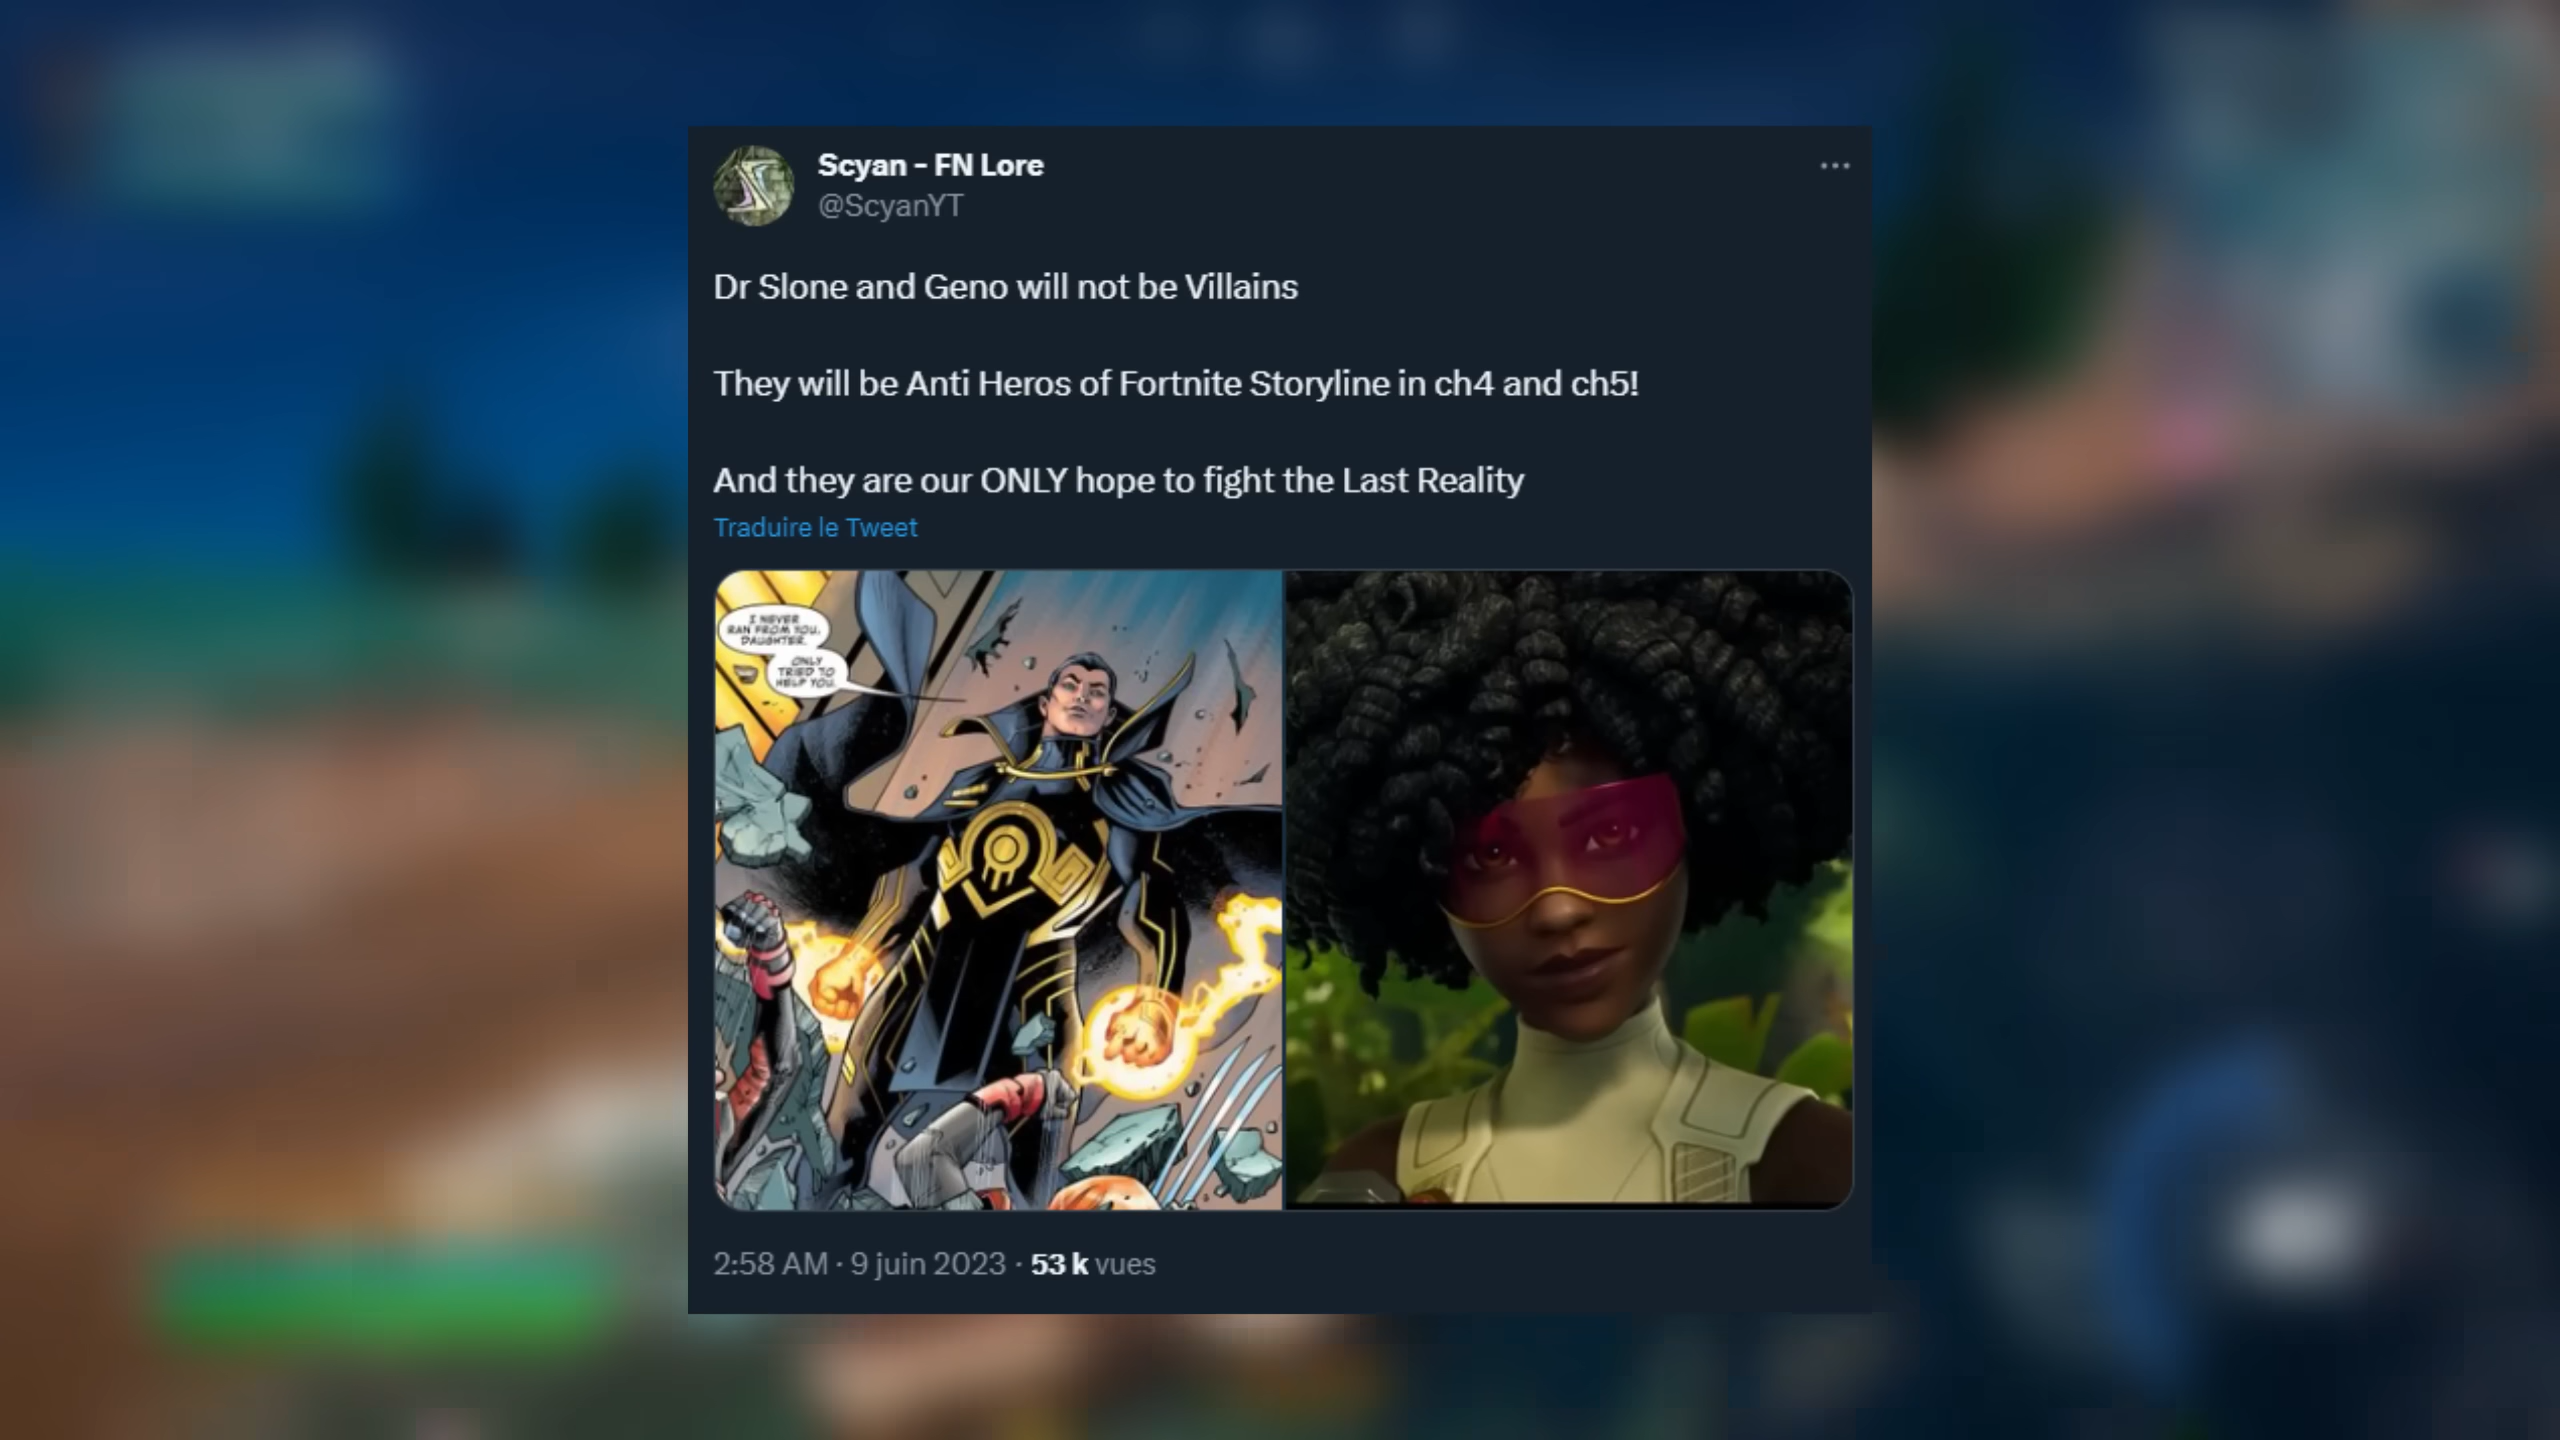 Scyan - FN Lore
@ScyanYT
Dr Slone and Geno will not be Villains
They will be Anti Heros of Fortnite Storyline in ch4 and ch5!
And they are our ONLY hope to fight the Last Reality
Traduire le Tweet
I NEVER
RAN FROM YOU,
DAUGHTER.
ONLY
TRIED TO
HELP YOU.
2:58 AM · 9 juin 2023 · 53 k vues